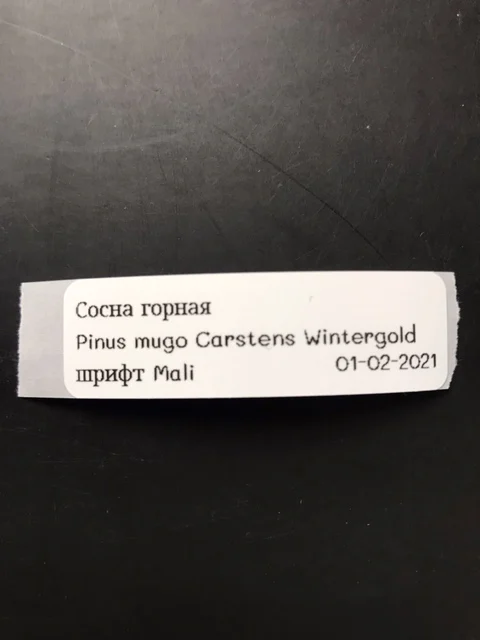 Сосна горная
Pinus mugo Carstens Wintergold
шрифт Mali 01-02-2021